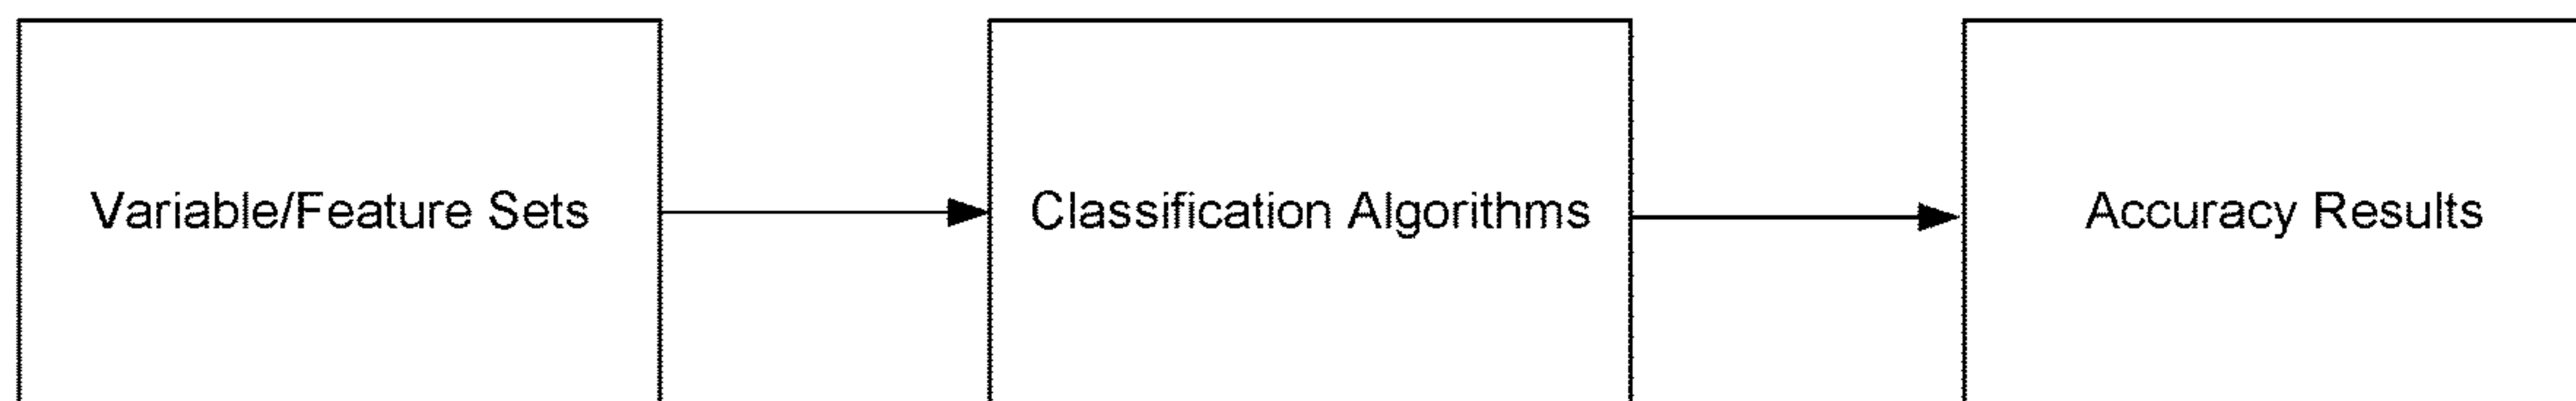 Variable/Feature Sets
Classification Algorithms
Accuracy Results